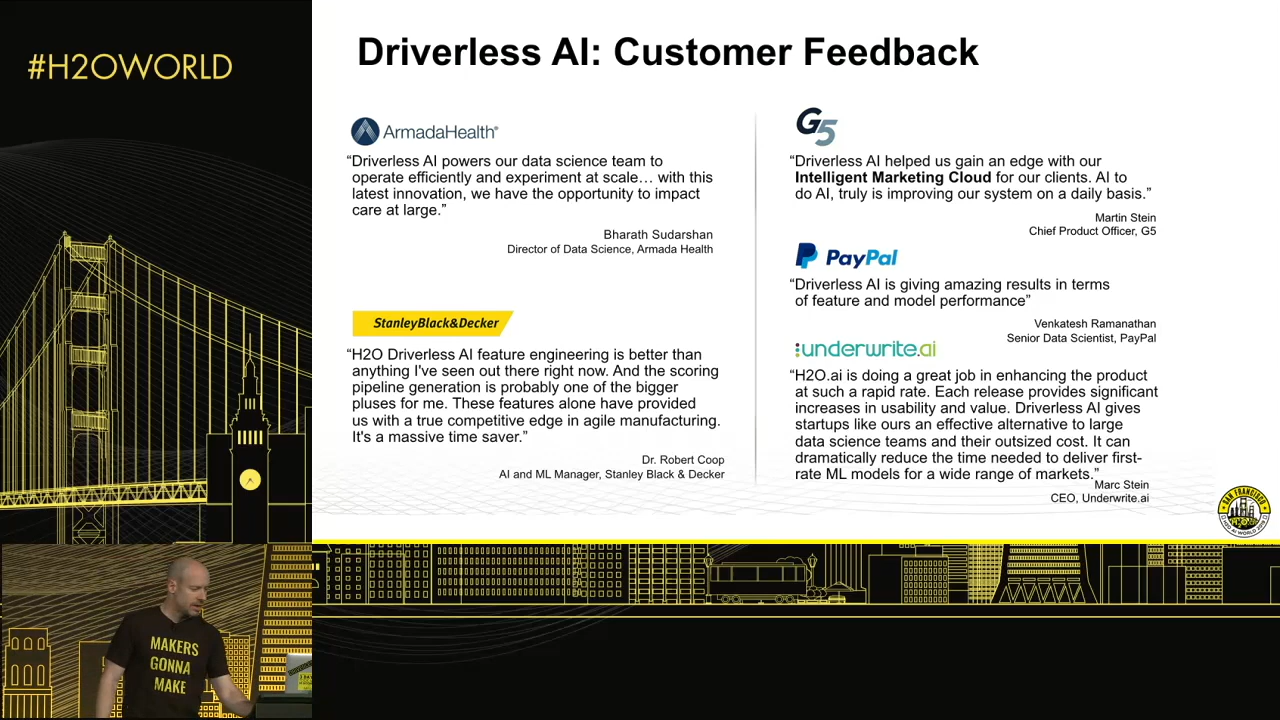 #H2OWORLD
Driverless AI: Customer Feedback
ArmadaHealth®
“Driverless AI powers our data science team to
operate efficiently and experiment at scale… with this
latest innovation, we have the opportunity to impact
care at large.”
Bharath Sudarshan
Director of Data Science, Armada Health
StanleyBlack&Decker
“H2O Driverless AI feature engineering is better than
anything I've seen out there right now. And the scoring
pipeline generation is probably one of the bigger
pluses for me. These features alone have provided
us with a true competitive edge in agile manufacturing.
It's a massive time saver.”
Dr. Robert Coop
AI and ML Manager, Stanley Black & Decker
G5
“Driverless AI helped us gain an edge with our
Intelligent Marketing Cloud for our clients. AI to
do AI, truly is improving our system on a daily basis.”
Martin Stein
Chief Product Officer, G5
PayPal
“Driverless AI is giving amazing results in terms
of feature and model performance”
Venkatesh Ramanathan
Senior Data Scientist, PayPal
underwrite.ai
“H2O.ai is doing a great job in enhancing the product
at such a rapid rate. Each release provides significant
increases in usability and value. Driverless AI gives
startups like ours an effective alternative to large
data science teams and their outsized cost. It can
dramatically reduce the time needed to deliver first-
rate ML models for a wide range of markets.”
Marc Stein
CEO, Underwrite.ai
SAN FRANCISCO
MAKERS
GONNA
MAKE